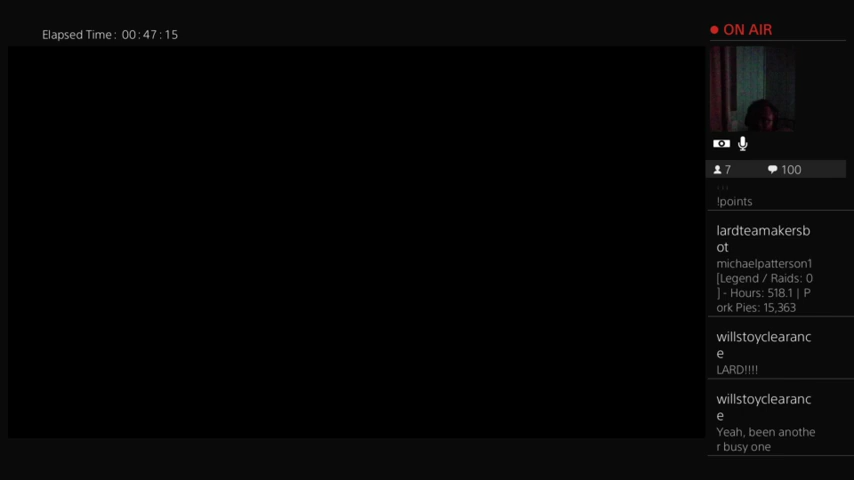 Elapsed Time: 00:47:15
ON AIR
7
100
!points
lardteamakersb
ot
michaelpatterson1
[Legend / Raids: 0
] - Hours: 518.1 | P
ork Pies: 15,363
willstoyclearanc
e
LARD!!!!
willstoyclearanc
e
Yeah, been anothe
r busy one